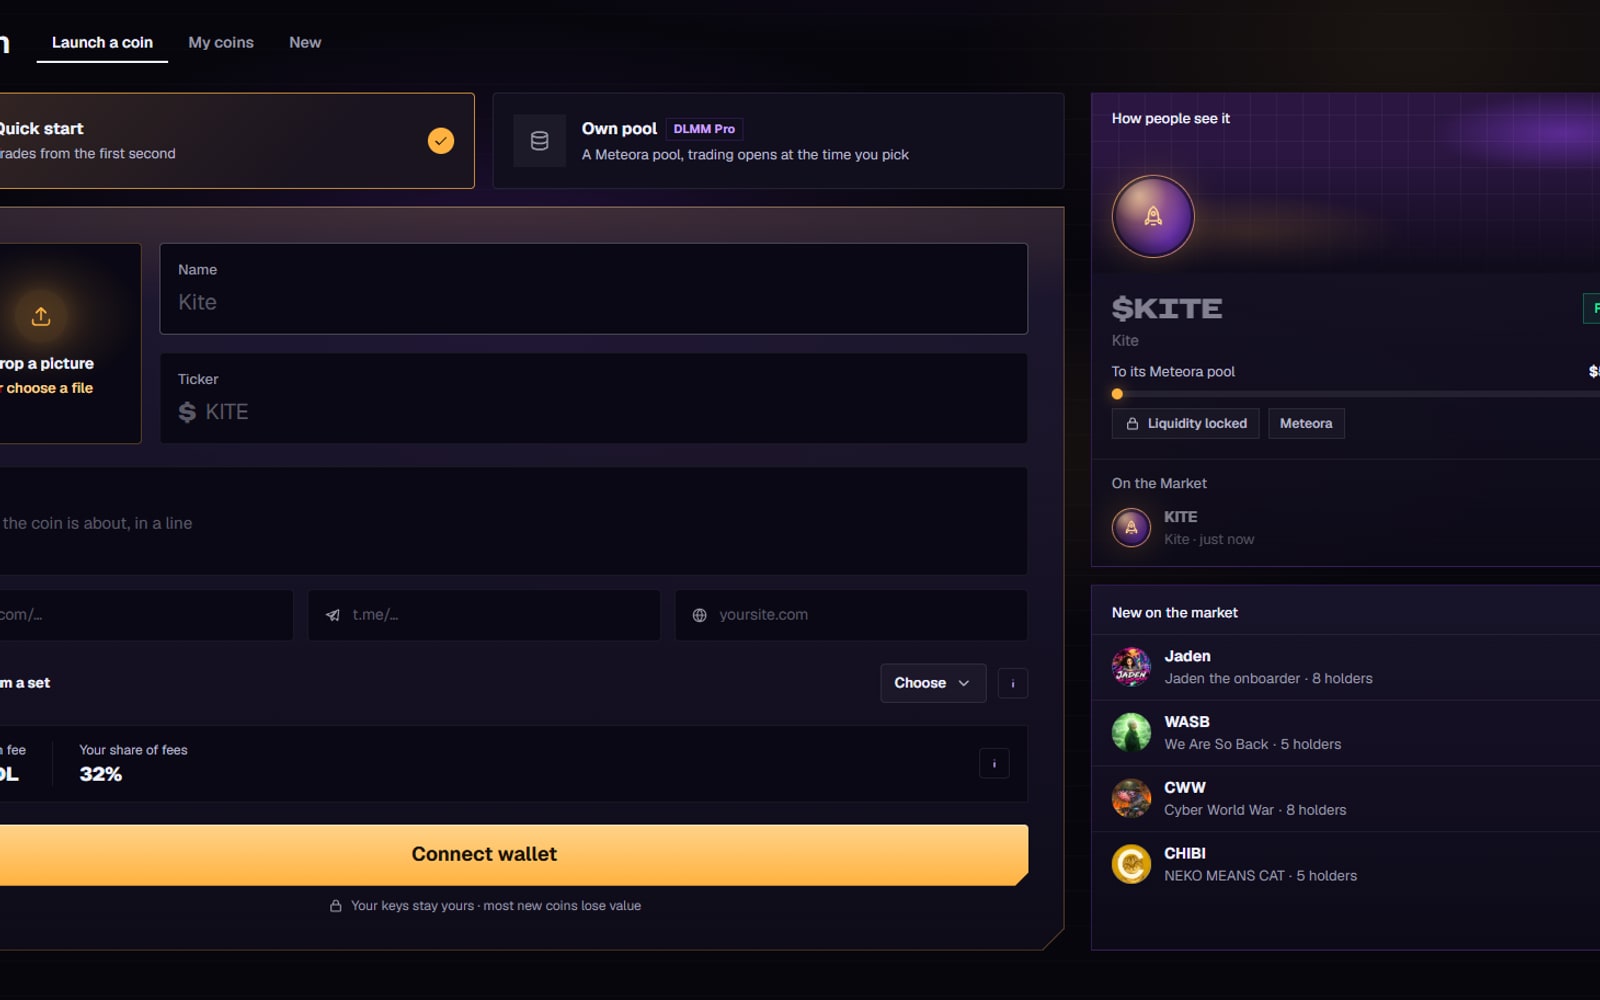 Launch a coin
My coins
New
Quick start
Trades from the first second
Own pool
DLMM Pro
A Meteora pool, trading opens at the time you pick
rop a picture
choose a file
Name
Kite
Ticker
$ KITE
the coin is about, in a line
com/...
t.me/...
yoursite.com
m a set
Choose
i
fee
OL
Your share of fees
32%
i
Connect wallet
Your keys stay yours · most new coins lose value
How people see it
$KITE
Kite
To its Meteora pool
Liquidity locked
Meteora
On the Market
KITE
Kite · just now
New on the market
JADEN
Jaden
Jaden the onboarder · 8 holders
WASB
We Are So Back · 5 holders
CWW
Cyber World War · 8 holders
CHIBI
NEKO MEANS CAT · 5 holders